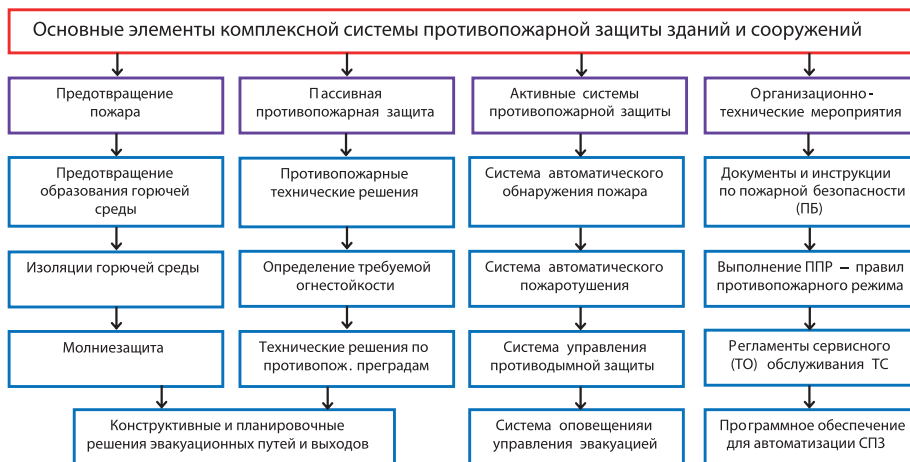 Основные элементы комплексной системы противопожарной защиты зданий и сооружений
Предотвращение
пожара
Пассивная
противопожарная защита
Активные системы
противопожарной защиты
Организационно-
технические мероприятия
Предотвращение
образования горючей
среды
Противопожарные
технические решения
Система автоматического
обнаружения пожара
Документы и инструкции
по пожарной безопасности
(ПБ)
Изоляции горючей среды
Определение требуемой
огнестойкости
Система автоматического
пожаротушения
Выполнение ППР – правил
противопожарного режима
Молниезащита
Технические решения по
противопож. преградам
Система управления
противодымной защиты
Регламенты сервисного
(ТО) обслуживания ТС
Конструктивные и планировочные
решения эвакуационных путей и выходов
Система оповещенияи
управления эвакуацией
Программное обеспечение
для автоматизации СПЗ